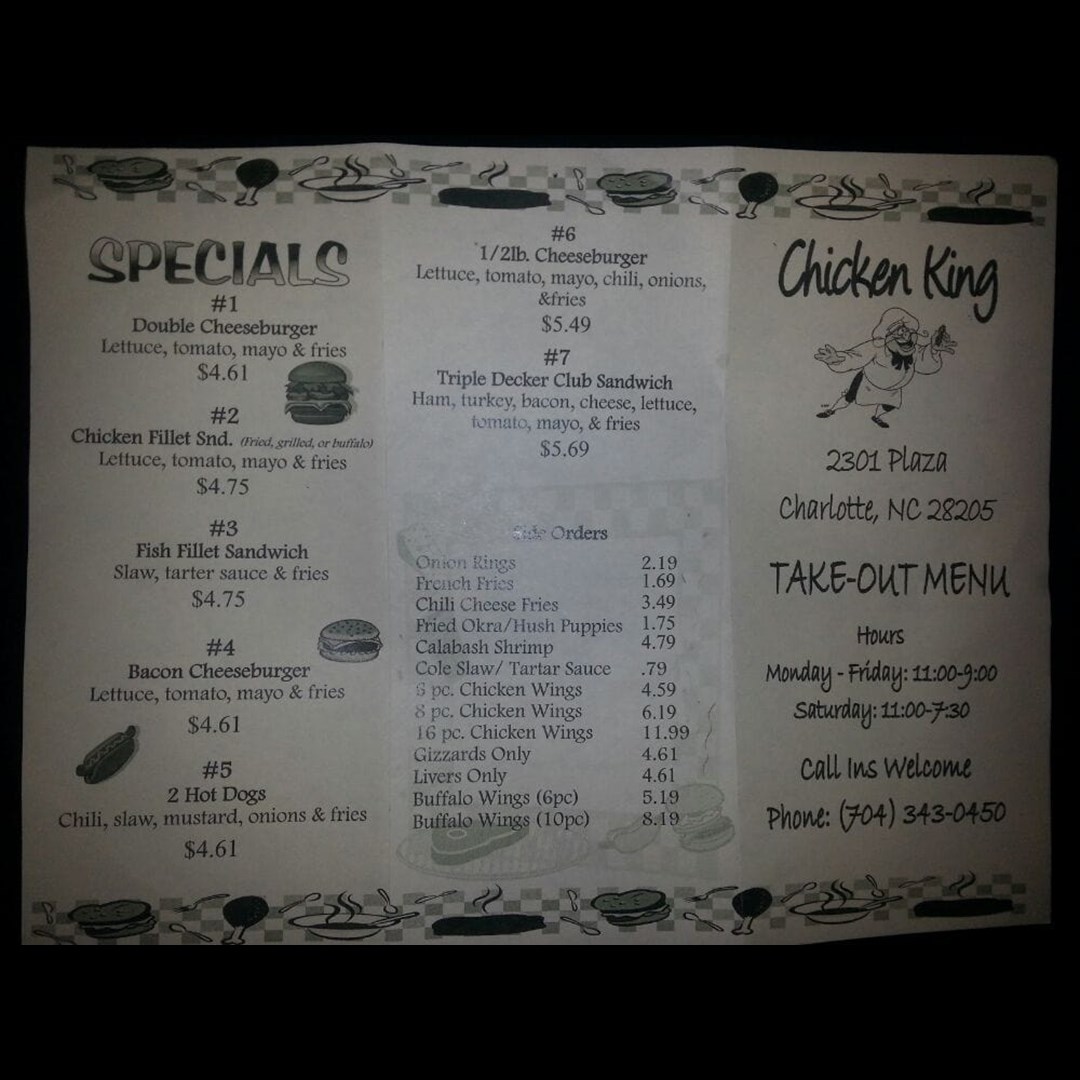 SPECIALS
#1
Double Cheeseburger
Lettuce, tomato, mayo & fries
$4.61
#2
Chicken Fillet Snd. (Fried, grilled, or buffalo)
Lettuce, tomato, mayo & fries
$4.75
#3
Fish Fillet Sandwich
Slaw, tarter sauce & fries
$4.75
#4
Bacon Cheeseburger
Lettuce, tomato, mayo & fries
$4.61
#5
2 Hot Dogs
Chili, slaw, mustard, onions & fries
$4.61
#6
1/2lb. Cheeseburger
Lettuce, tomato, mayo, chili, onions,
&fries
$5.49
#7
Triple Decker Club Sandwich
Ham, turkey, bacon, cheese, lettuce,
tomato, mayo, & fries
$5.69
Side Orders
Onion Rings 2.19
French Fries 1.69
Chili Cheese Fries 3.49
Fried Okra/Hush Puppies 1.75
Calabash Shrimp 4.79
Cole Slaw/ Tartar Sauce .79
pc. Chicken Wings 4.59
8 pc. Chicken Wings 6.19
16 pc. Chicken Wings 11.99
Gizzards Only 4.61
Livers Only 4.61
Buffalo Wings (6pc) 5.19
Buffalo Wings (10pc) 8.19
Chicken King
2301 Plaza
Charlotte, NC 28205
TAKE-OUT MENU
Hours
Monday - Friday: 11:00-9:00
Saturday: 11:00-7:30
Call Ins Welcome
Phone: (704) 343-0450